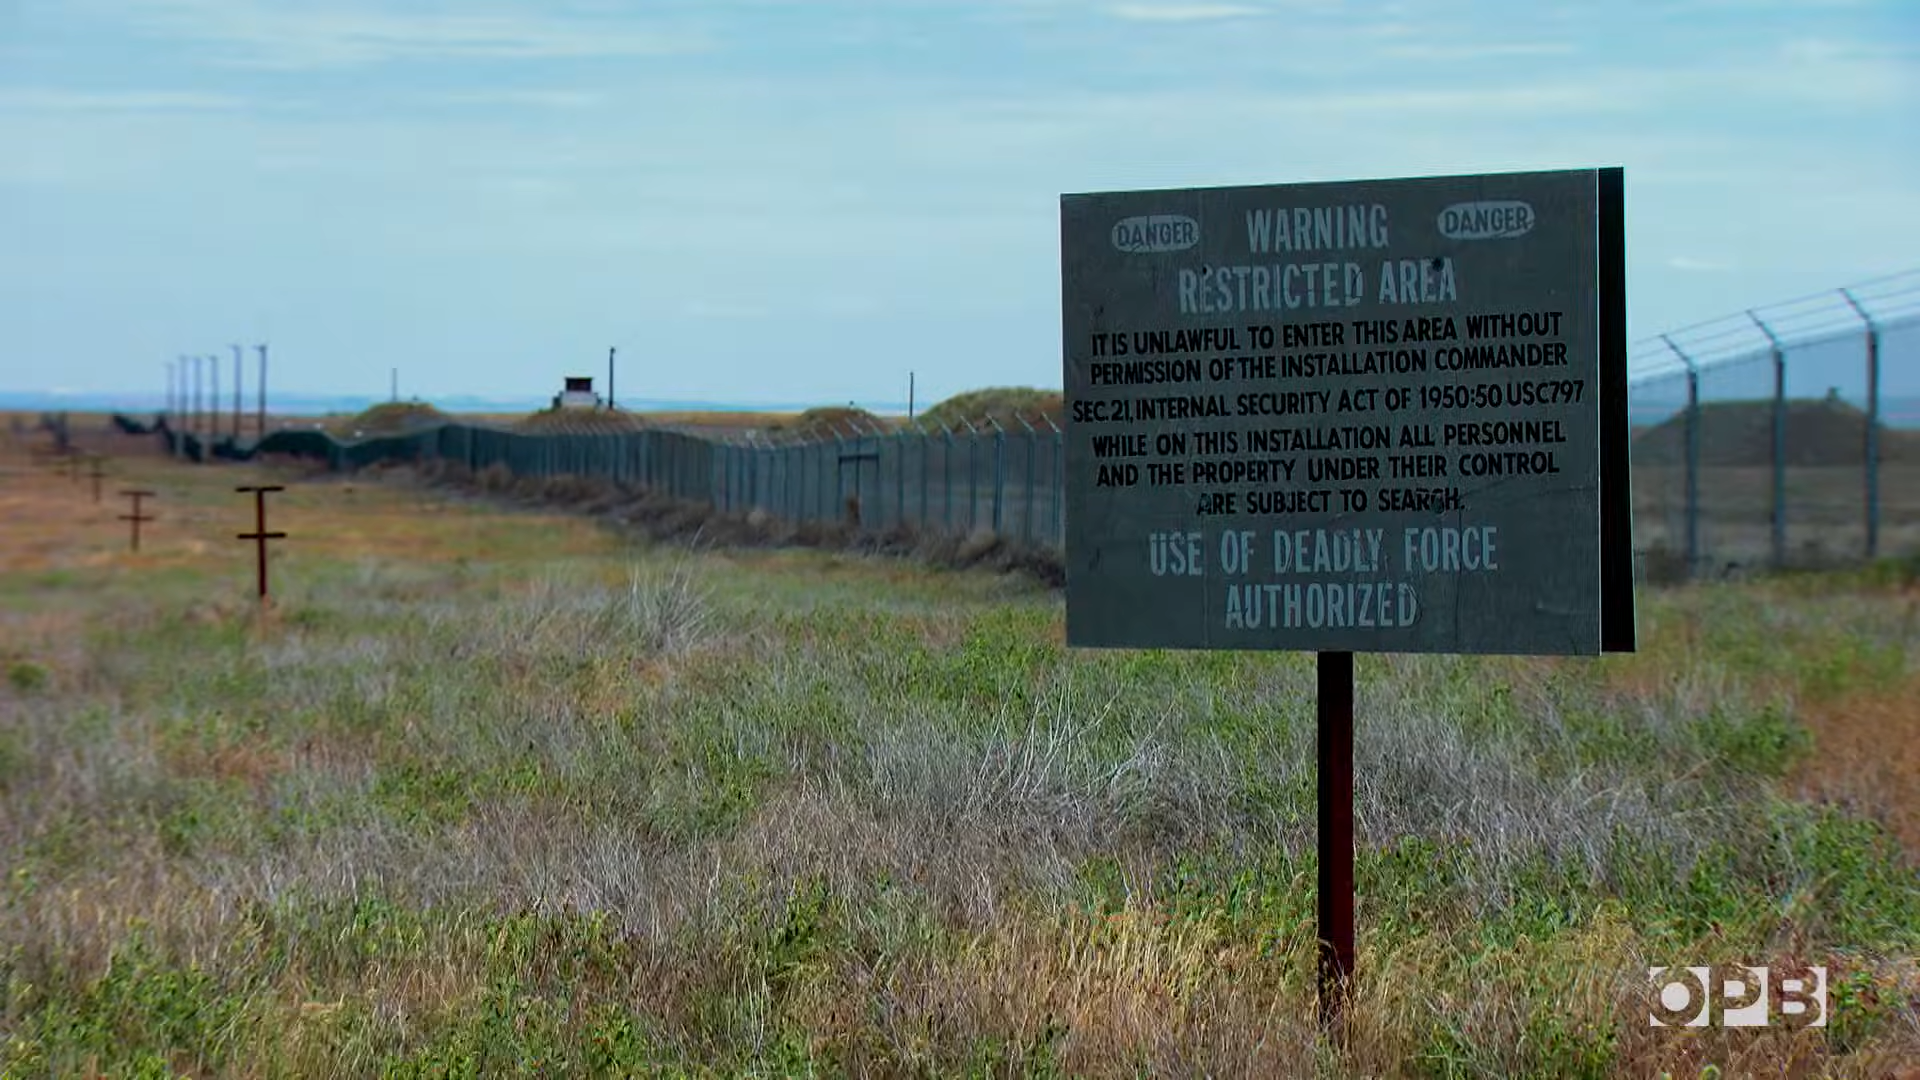 DANGER WARNING DANGER
RESTRICTED AREA
IT IS UNLAWFUL TO ENTER THIS AREA WITHOUT
PERMISSION OF THE INSTALLATION COMMANDER
SEC. 21, INTERNAL SECURITY ACT OF 1950:50 USC797
WHILE ON THIS INSTALLATION ALL PERSONNEL
AND THE PROPERTY UNDER THEIR CONTROL
ARE SUBJECT TO SEARCH.
USE OF DEADLY FORCE
AUTHORIZED
OPB